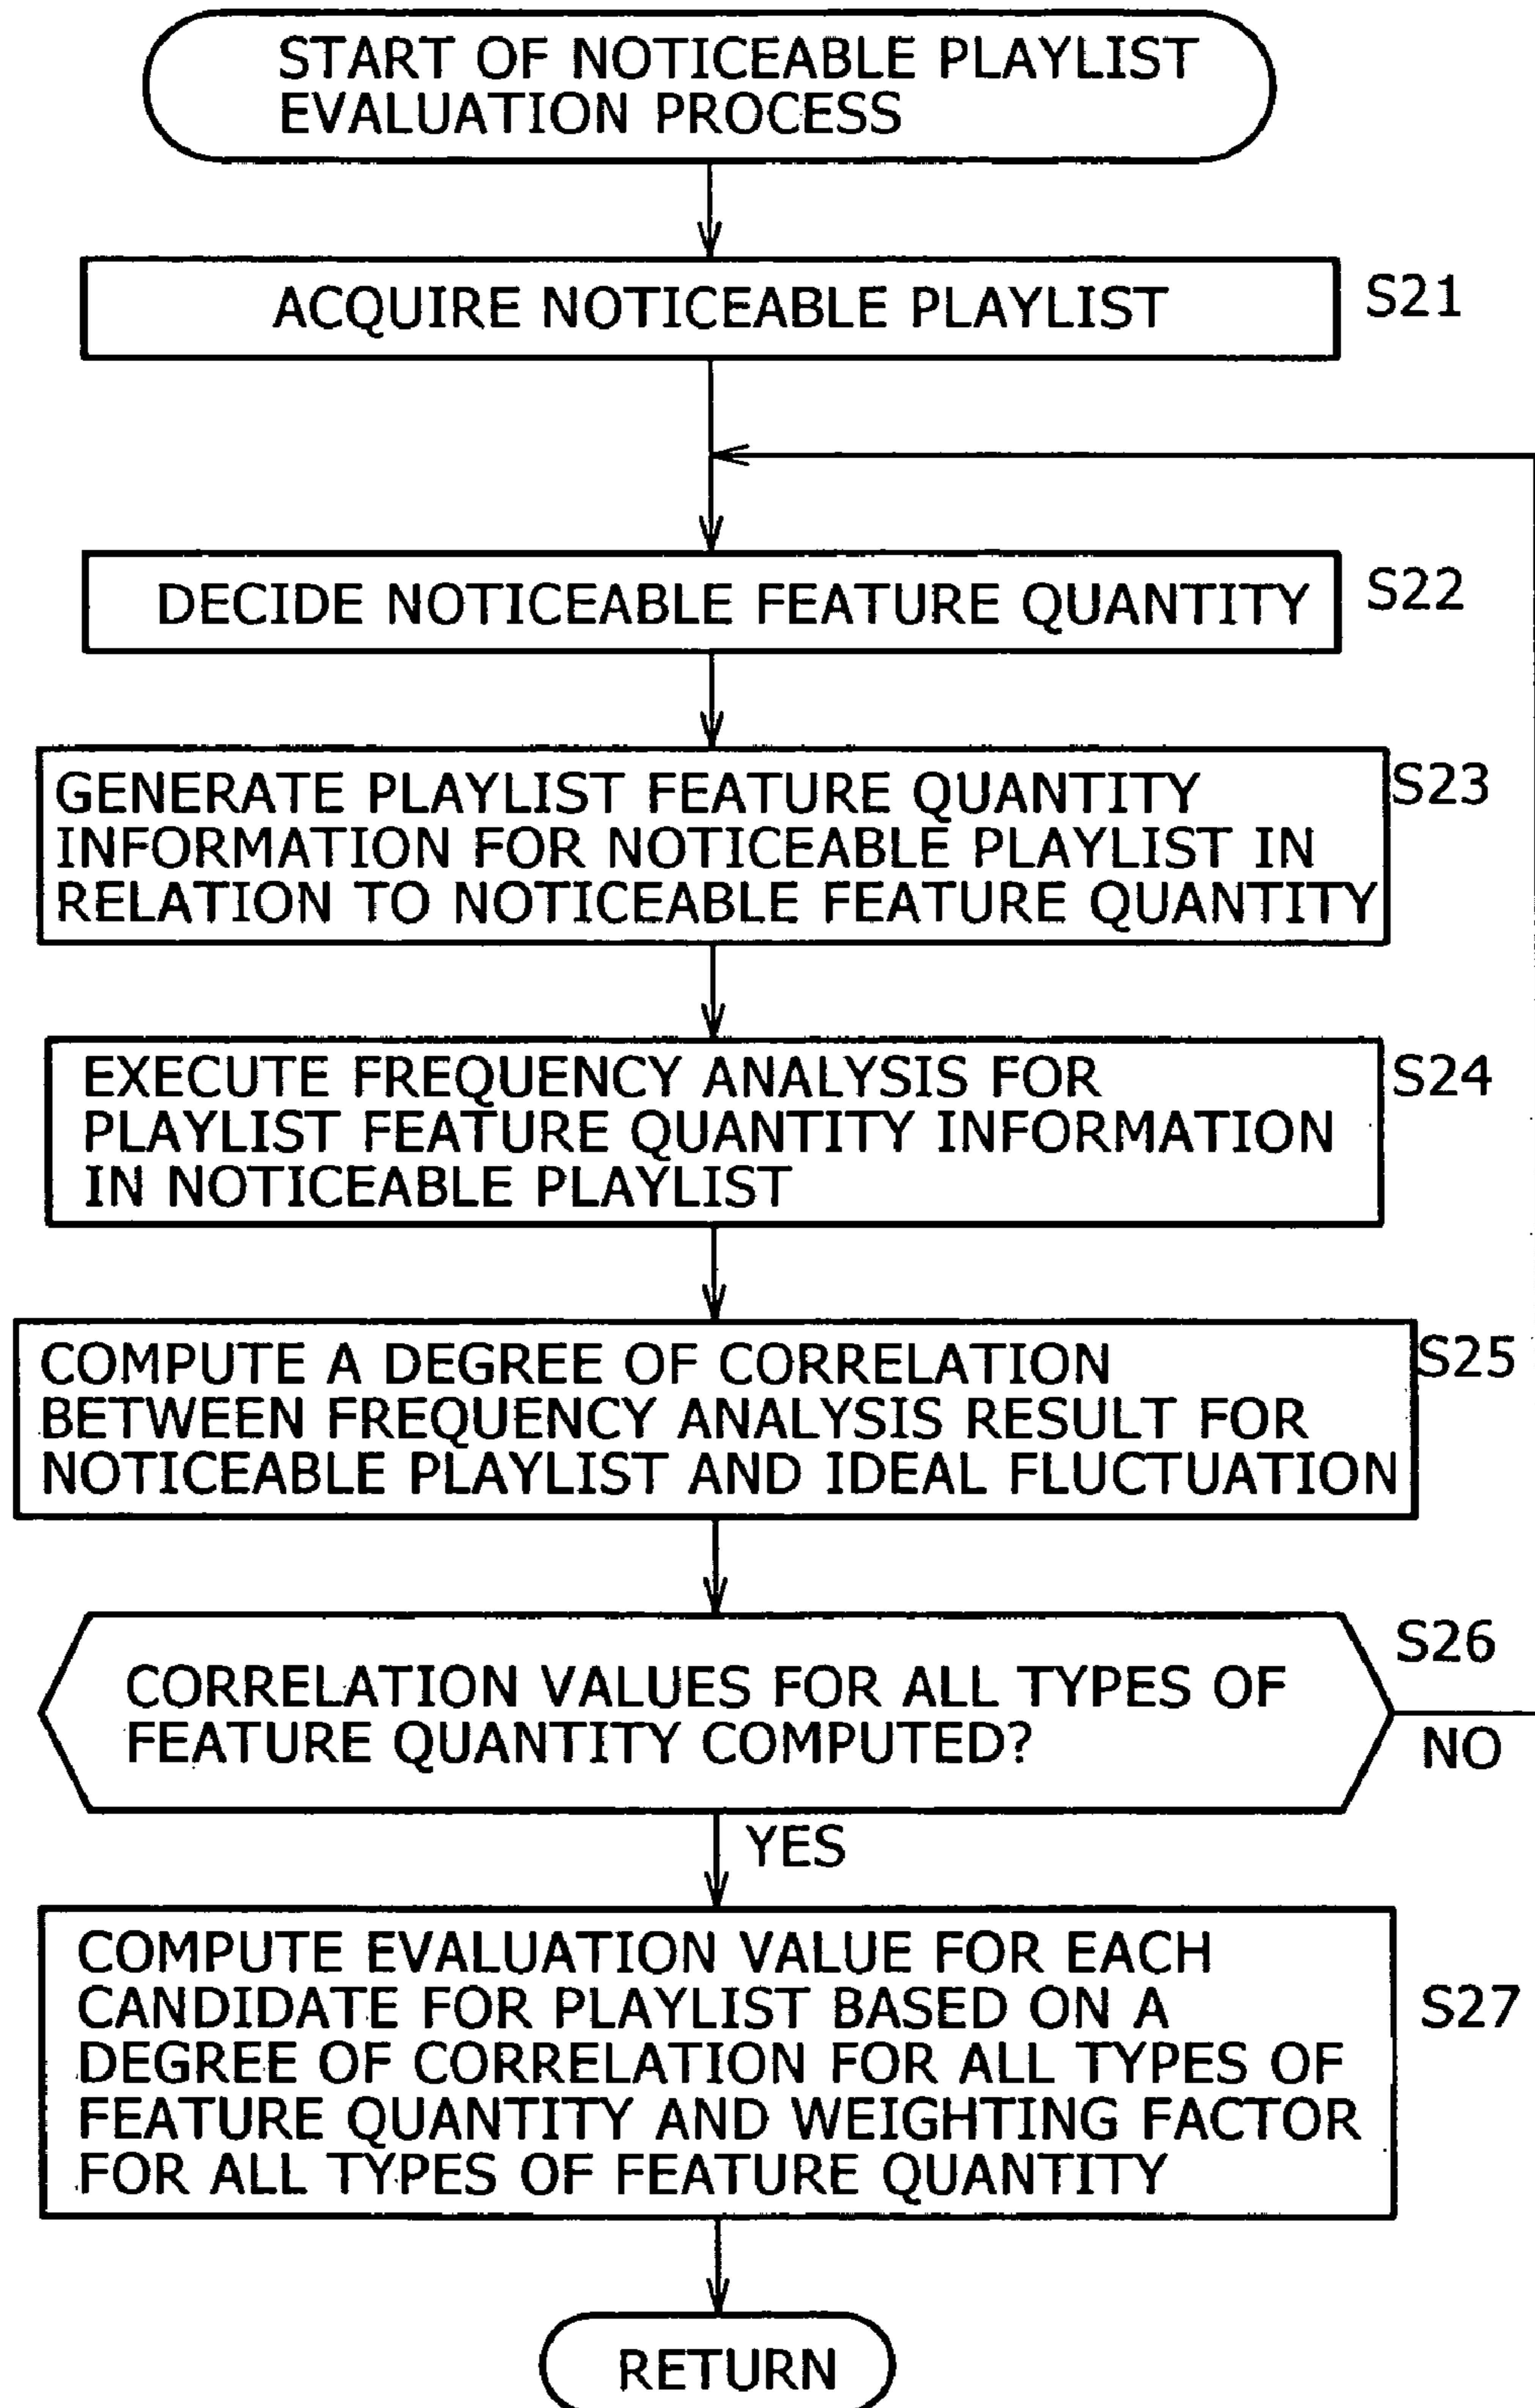 START OF NOTICEABLE PLAYLIST
EVALUATION PROCESS
ACQUIRE NOTICEABLE PLAYLIST
S21
DECIDE NOTICEABLE FEATURE QUANTITY
S22
GENERATE PLAYLIST FEATURE QUANTITY
INFORMATION FOR NOTICEABLE PLAYLIST IN
RELATION TO NOTICEABLE FEATURE QUANTITY
S23
EXECUTE FREQUENCY ANALYSIS FOR
PLAYLIST FEATURE QUANTITY INFORMATION
IN NOTICEABLE PLAYLIST
S24
COMPUTE A DEGREE OF CORRELATION
BETWEEN FREQUENCY ANALYSIS RESULT FOR
NOTICEABLE PLAYLIST AND IDEAL FLUCTUATION
S25
CORRELATION VALUES FOR ALL TYPES OF
FEATURE QUANTITY COMPUTED?
S26
NO
YES
COMPUTE EVALUATION VALUE FOR EACH
CANDIDATE FOR PLAYLIST BASED ON A
DEGREE OF CORRELATION FOR ALL TYPES OF
FEATURE QUANTITY AND WEIGHTING FACTOR
FOR ALL TYPES OF FEATURE QUANTITY
S27
RETURN